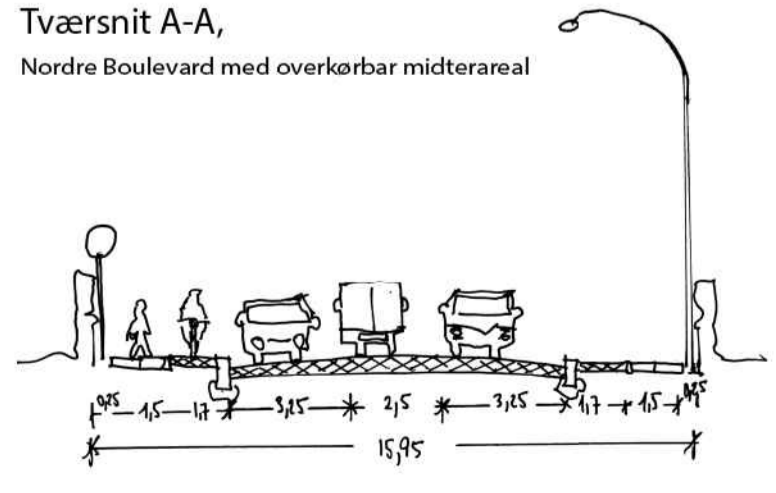 Tværsnit A-A,
Nordre Boulevard med overkørbar midterareal
0,25 1,5 1,7 3,25 2,5 3,25 1,7 1,5 0,25
15,95